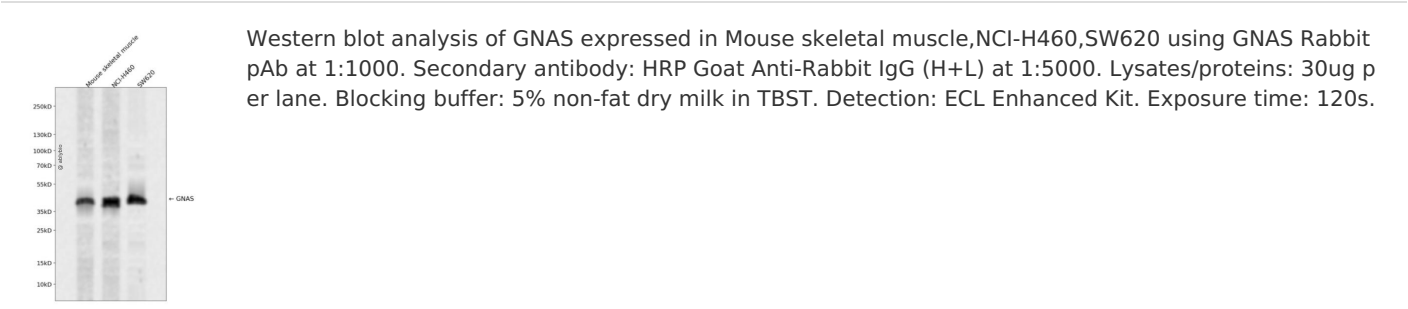 Mouse skeletal muscle
NCI-H460
SW620
250kD
130kD
100kD
70kD
55kD
35kD
25kD
15kD
10kD
@ ablybio
← GNAS
Western blot analysis of GNAS expressed in Mouse skeletal muscle,NCI-H460,SW620 using GNAS Rabbit
pAb at 1:1000. Secondary antibody: HRP Goat Anti-Rabbit IgG (H+L) at 1:5000. Lysates/proteins: 30ug p
er lane. Blocking buffer: 5% non-fat dry milk in TBST. Detection: ECL Enhanced Kit. Exposure time: 120s.